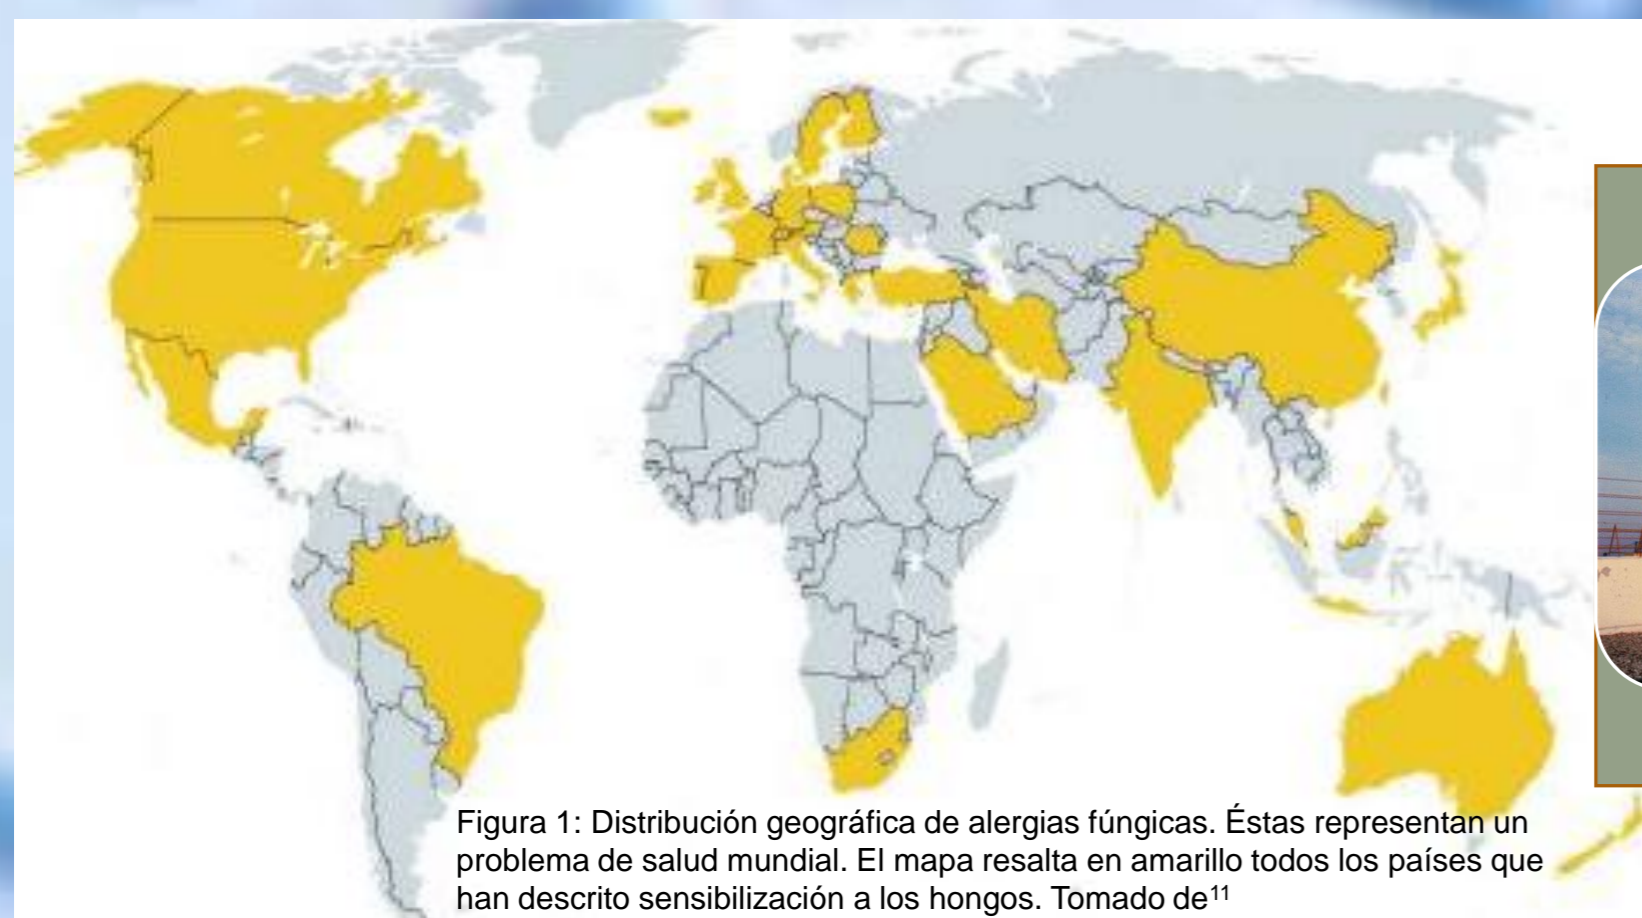 Figura 1: Distribución geográfica de alergias fúngicas. Éstas representan un
problema de salud mundial. El mapa resalta en amarillo todos los países que
han descrito sensibilización a los hongos. Tomado de¹¹